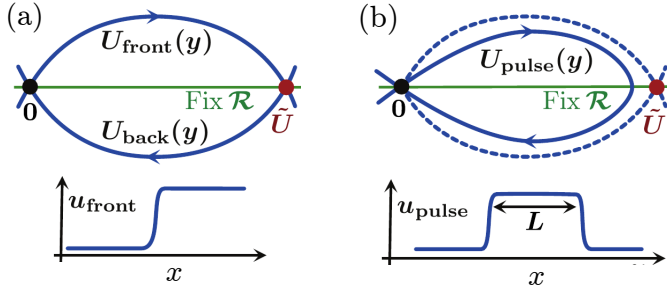 (a)
U_front(y)
0
Fix R
Ũ
U_back(y)
u_front
x
(b)
U_pulse(y)
0
Fix R
Ũ
u_pulse
L
x